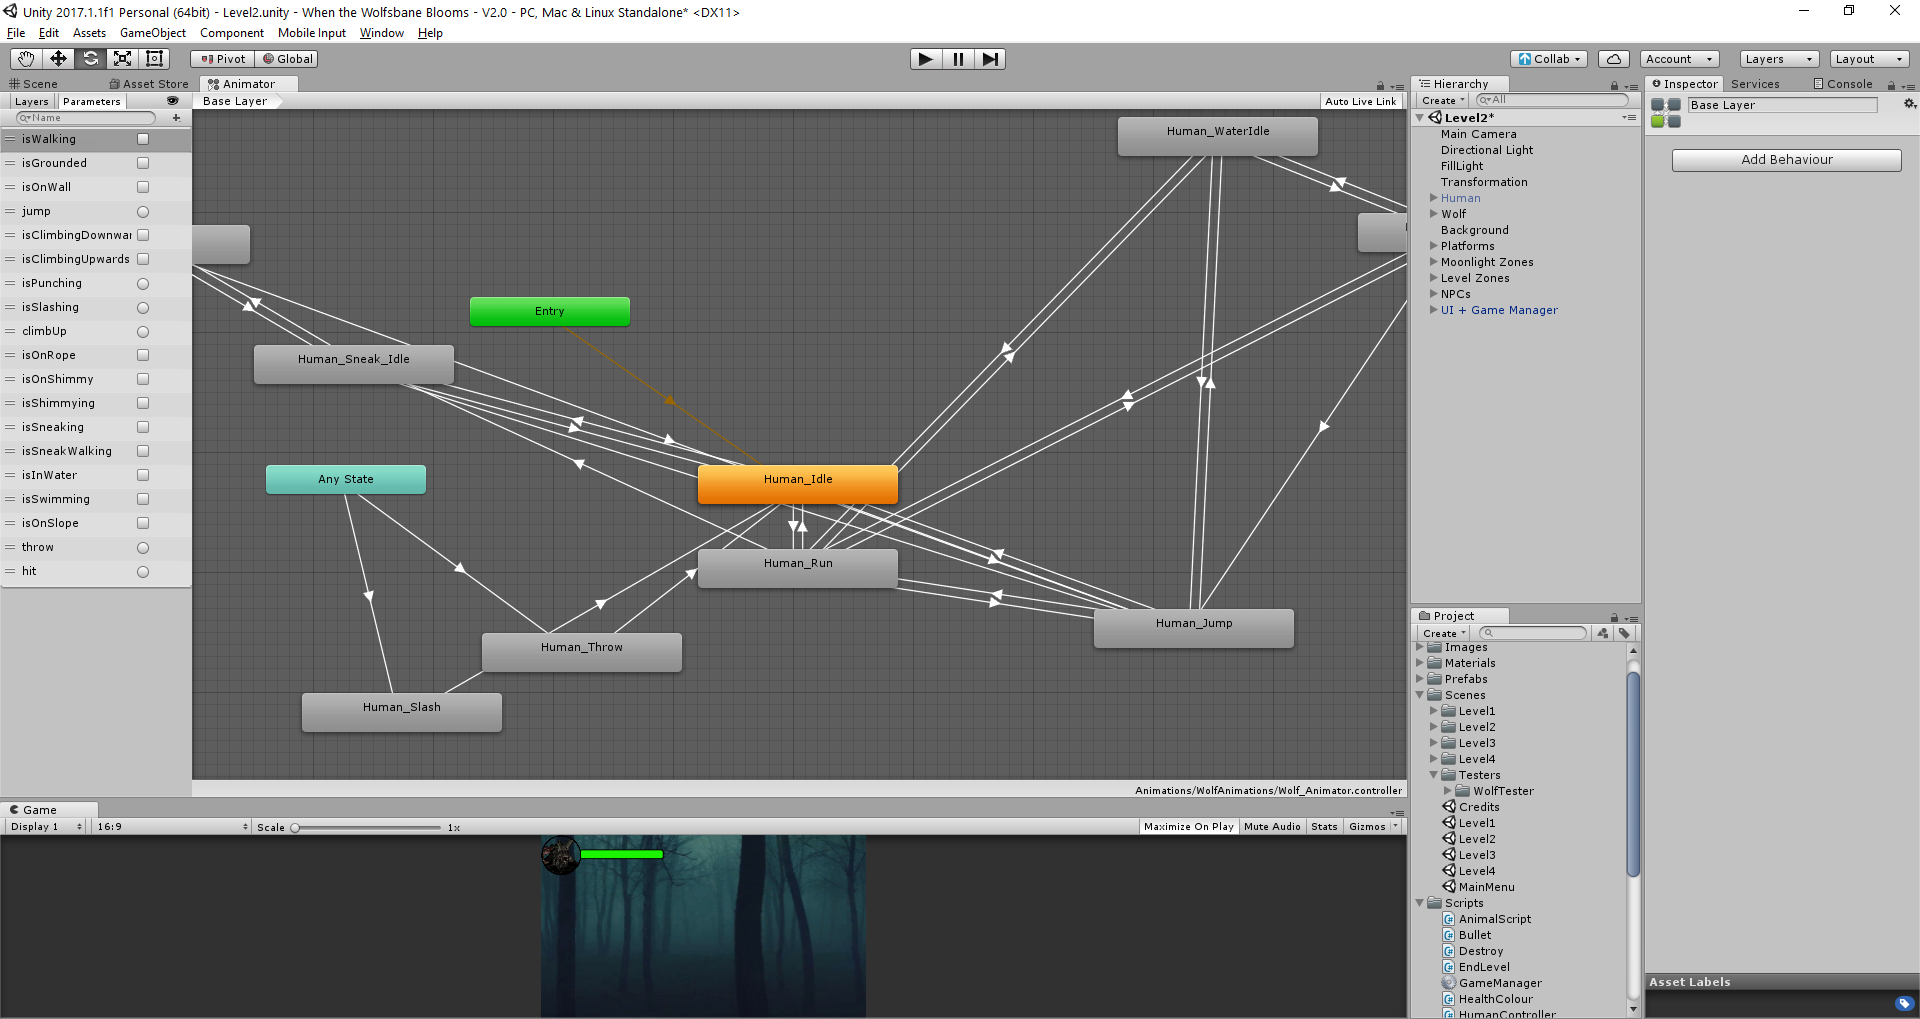 Unity 2017.1.1f1 Personal (64bit) - Level2.unity - When the Wolfsbane Blooms - V2.0 - PC, Mac & Linux Standalone* <DX11>
File Edit Assets GameObject Component Mobile Input Window Help
Pivot Global
Collab Account Layers Layout
Scene Asset Store Animator
Layers Parameters
Base Layer
Auto Live Link
Name
isWalking
isGrounded
isOnWall
jump
isClimbingDownwar
isClimbingUpwards
isPunching
isSlashing
climbUp
isOnRope
isOnShimmy
isShimmying
isSneaking
isSneakWalking
isInWater
isSwimming
isOnSlope
throw
hit
Human_WaterIdle
Entry
Human_Sneak_Idle
Any State
Human_Idle
Human_Run
Human_Jump
Human_Throw
Human_Slash
Animations/WolfAnimations/Wolf_Animator.controller
Game
Display 1 16:9 Scale 1x
Maximize On Play Mute Audio Stats Gizmos
Hierarchy
Create All
Level2*
Main Camera
Directional Light
FillLight
Transformation
Human
Wolf
Background
Platforms
Moonlight Zones
Level Zones
NPCs
UI + Game Manager
Project
Create
Images
Materials
Prefabs
Scenes
Level1
Level2
Level3
Level4
Testers
WolfTester
Credits
Level1
Level2
Level3
Level4
MainMenu
Scripts
AnimalScript
Bullet
Destroy
EndLevel
GameManager
HealthColour
HumanController
Inspector Services Console
Base Layer
Add Behaviour
Asset Labels